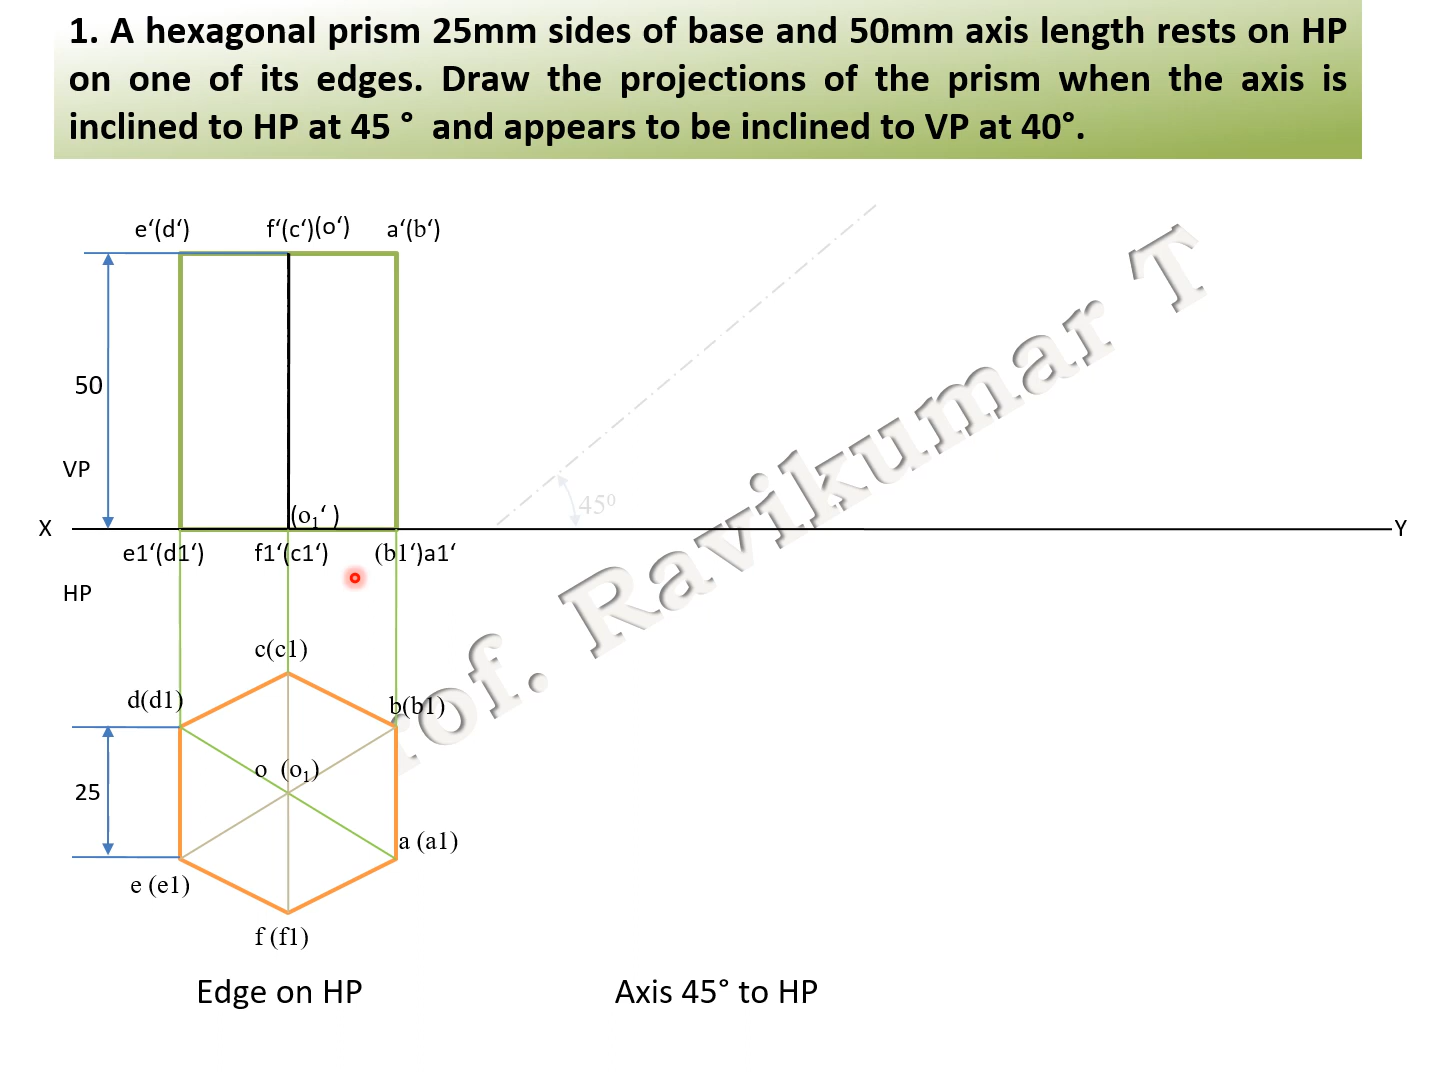 1. A hexagonal prism 25mm sides of base and 50mm axis length rests on HP
on one of its edges. Draw the projections of the prism when the axis is
inclined to HP at 45 ° and appears to be inclined to VP at 40°.
e‘(d‘) f‘(c‘)(o‘) a‘(b‘)
50
VP
45⁰
(o₁‘ )
X Y
e1‘(d1‘) f1‘(c1‘) (b1‘)a1‘
HP
c(c1)
d(d1) b(b1)
o (o₁)
25
a (a1)
e (e1)
f (f1)
Edge on HP Axis 45° to HP
of. Ravikumar T